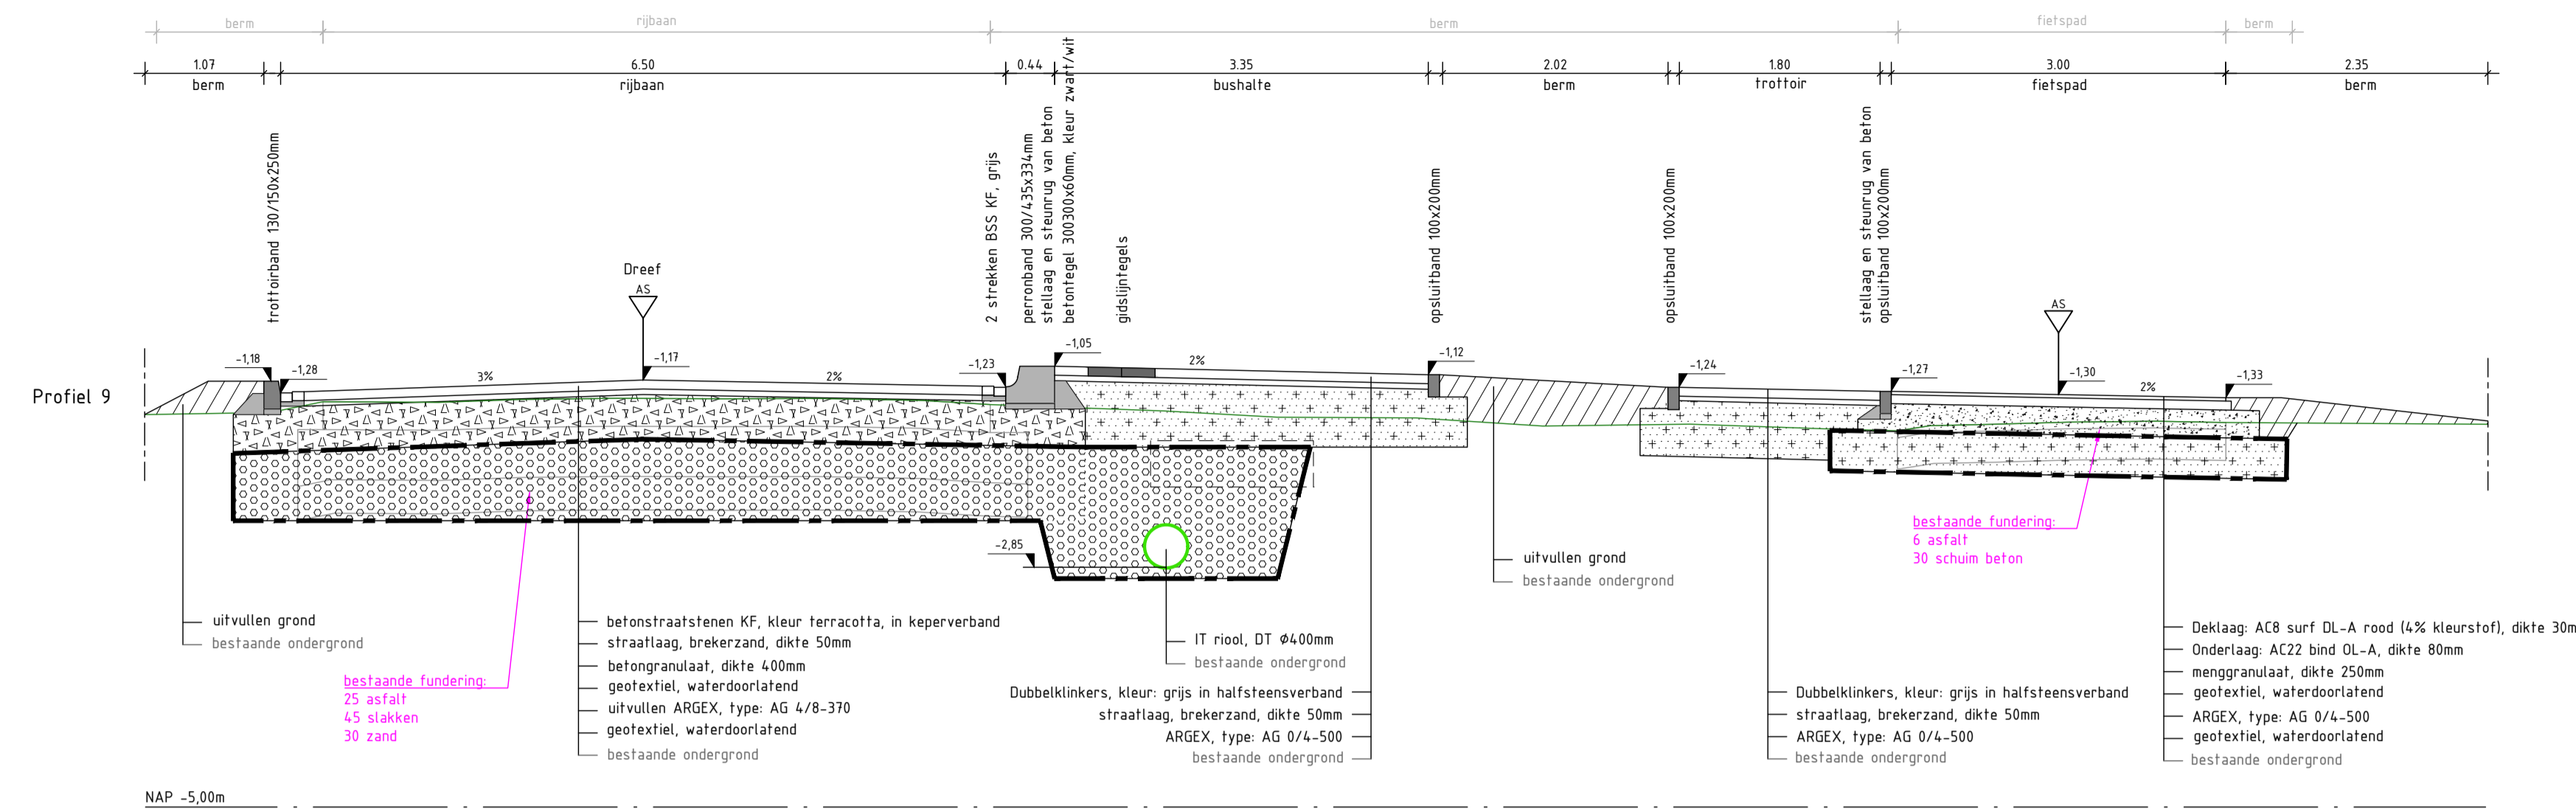 berm
rijbaan
berm
fietspad
berm
1.07
6.50
0.44
3.35
2.02
1.80
3.00
2.35
berm
rijbaan
bushalte
berm
trottoir
fietspad
berm
trottoirband 130/150x250mm
2 strekken BSS KF, grijs
perronband 300/435x334mm
stellaag en steunrug van beton
betontegel 300300x60mm, kleur zwart/wit
gidslijntegels
opsluitband 100x200mm
opsluitband 100x200mm
stellaag en steunrug van beton
opsluitband 100x200mm
Dreef
AS
AS
Profiel 9
-1,18
-1,28
3%
-1,17
2%
-1,23
-1,05
2%
-1,12
-1,24
-1,27
-1,30
2%
-1,33
-2,85
uitvullen grond
bestaande ondergrond
bestaande fundering:
25 asfalt
45 slakken
30 zand
betonstraatstenen KF, kleur terracotta, in keperverband
straatlaag, brekerzand, dikte 50mm
betongranulaat, dikte 400mm
geotextiel, waterdoorlatend
uitvullen ARGEX, type: AG 4/8-370
geotextiel, waterdoorlatend
bestaande ondergrond
IT riool, DT Ø400mm
bestaande ondergrond
Dubbelklinkers, kleur: grijs in halfsteensverband
straatlaag, brekerzand, dikte 50mm
ARGEX, type: AG 0/4-500
bestaande ondergrond
uitvullen grond
bestaande ondergrond
bestaande fundering:
6 asfalt
30 schuim beton
Dubbelklinkers, kleur: grijs in halfsteensverband
straatlaag, brekerzand, dikte 50mm
ARGEX, type: AG 0/4-500
bestaande ondergrond
Deklaag: AC8 surf DL-A rood (4% kleurstof), dikte 30m
Onderlaag: AC22 bind OL-A, dikte 80mm
menggranulaat, dikte 250mm
geotextiel, waterdoorlatend
ARGEX, type: AG 0/4-500
geotextiel, waterdoorlatend
bestaande ondergrond
NAP -5,00m